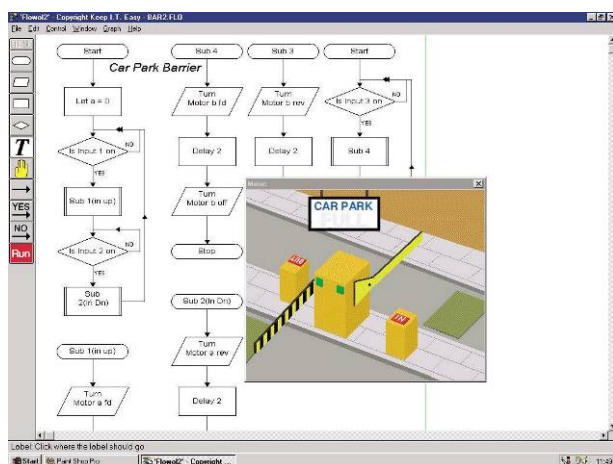 "Flowol2" - Copyright Keep I.T. Easy - BAR2.FLO
File Edit Control Window Graph Help
Start
Sub 4
Sub 3
Start
Car Park Barrier
Let a = 0
Turn
Motor b fd
Turn
Motor b rev
Is Input 3 on
NO
YES
Is Input 1 on
NO
YES
Delay 2
Delay 2
Sub 4
Sub 1(in up)
Turn
Motor b off
Is Input 2 on
NO
YES
Stop
Sub
2(In Dn)
Sub 2(In Dn)
Turn
Motor a rev
Sub 1(in up)
Turn
Motor a fd
Delay 2
T
YES
NO
Run
CAR PARK
FULL
OUT
IN
Label: Click where the label should go
Start
Paint Shop Pro
"Flowol2" - Copyright ...